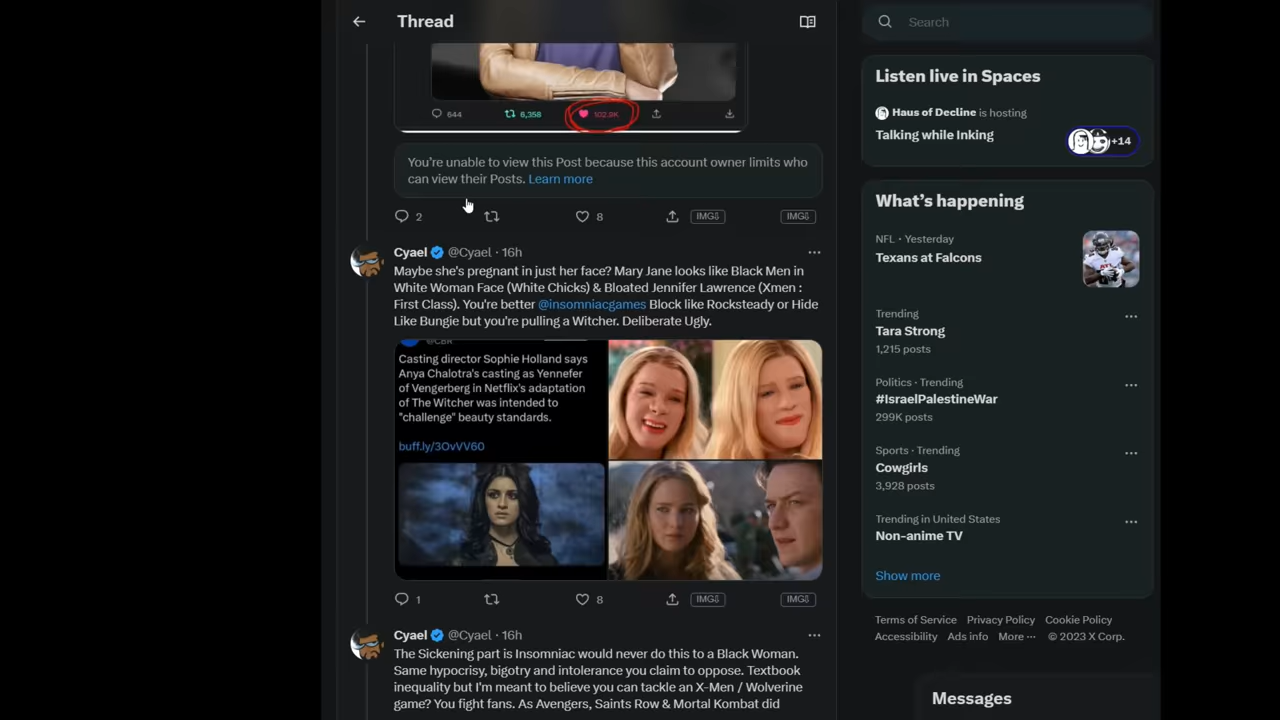 Thread
644
6,358
102.8K
You're unable to view this Post because this account owner limits who
can view their Posts. Learn more
2
8
IMG
IMG
Cyael @Cyael · 16h
Maybe she's pregnant in just her face? Mary Jane looks like Black Men in
White Woman Face (White Chicks) & Bloated Jennifer Lawrence (Xmen :
First Class). You're better @insomniacgames Block like Rocksteady or Hide
Like Bungie but you're pulling a Witcher. Deliberate Ugly.
@CBR
Casting director Sophie Holland says
Anya Chalotra's casting as Yennefer
of Vengerberg in Netflix's adaptation
of The Witcher was intended to
"challenge" beauty standards.
buff.ly/3OvVV60
1
8
IMG
IMG
Cyael @Cyael · 16h
The Sickening part is Insomniac would never do this to a Black Woman.
Same hypocrisy, bigotry and intolerance you claim to oppose. Textbook
inequality but I'm meant to believe you can tackle an X-Men / Wolverine
game? You fight fans. As Avengers, Saints Row & Mortal Kombat did
Search
Listen live in Spaces
Haus of Decline is hosting
Talking while Inking
+14
What's happening
NFL · Yesterday
Texans at Falcons
Trending
Tara Strong
1,215 posts
Politics · Trending
#IsraelPalestineWar
299K posts
Sports · Trending
Cowgirls
3,928 posts
Trending in United States
Non-anime TV
Show more
Terms of Service Privacy Policy Cookie Policy
Accessibility Ads info More ··· © 2023 X Corp.
Messages